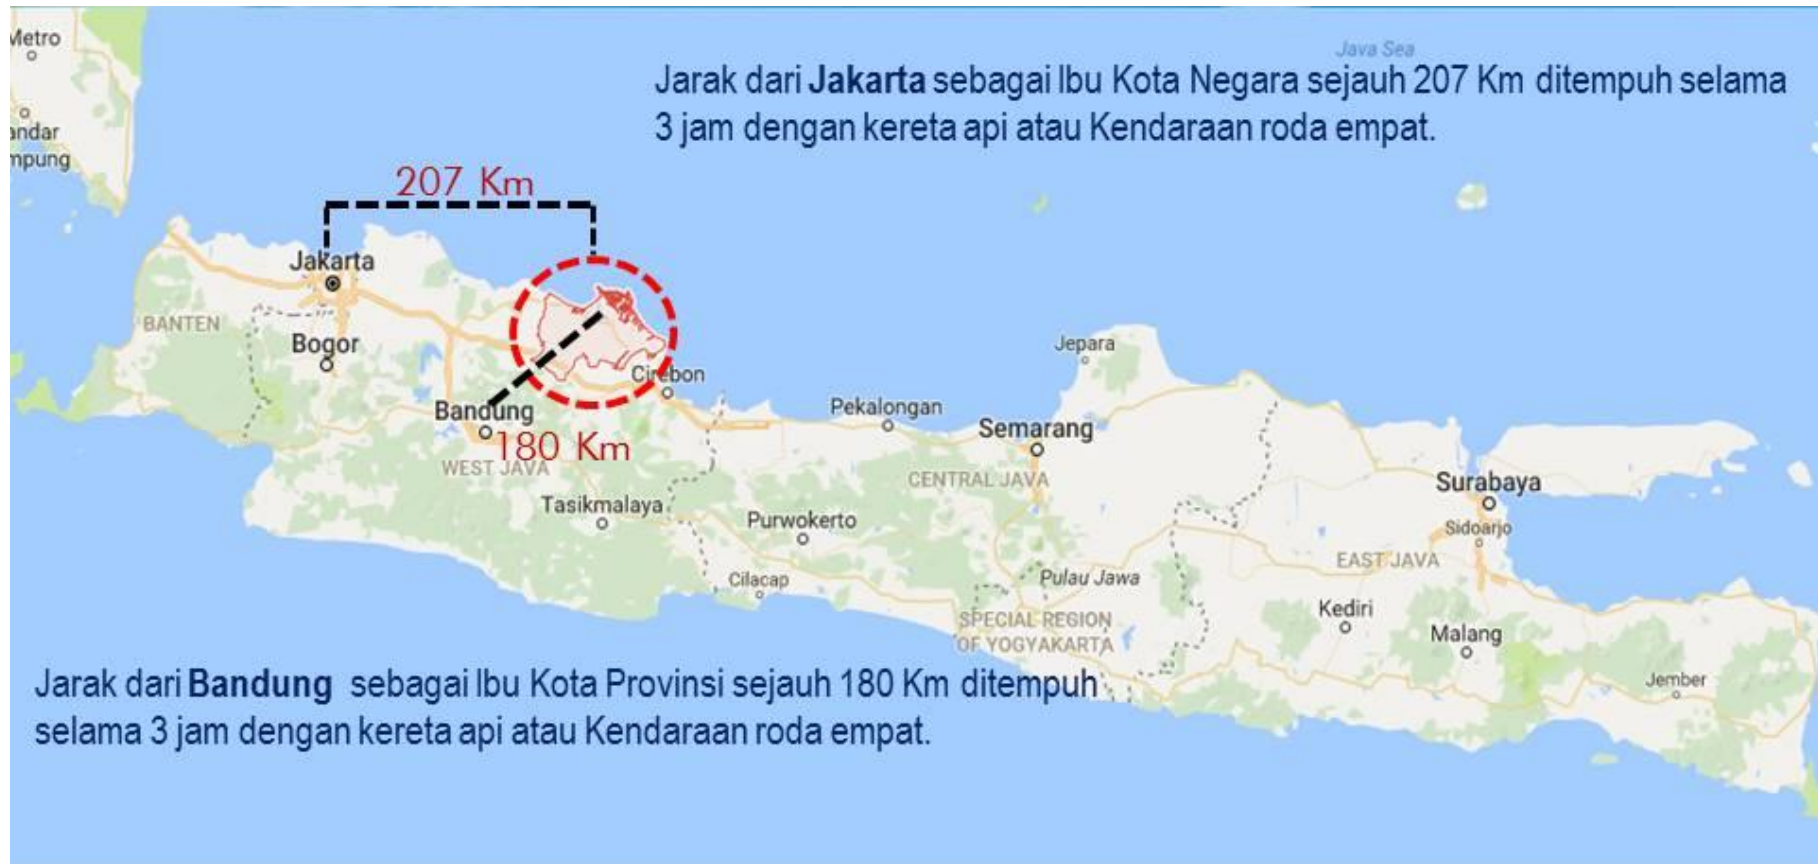 Metro
Java Sea
Jarak dari Jakarta sebagai Ibu Kota Negara sejauh 207 Km ditempuh selama
3 jam dengan kereta api atau Kendaraan roda empat.
andar
mpung
207 Km
Jakarta
BANTEN
Bogor
Jepara
Cirebon
Bandung
Pekalongan
Semarang
180 Km
WEST JAVA
CENTRAL JAVA
Surabaya
Tasikmalaya
Purwokerto
Sidoarjo
EAST JAVA
Cilacap
Pulau Jawa
SPECIAL REGION
OF YOGYAKARTA
Kediri
Malang
Jember
Jarak dari Bandung sebagai Ibu Kota Provinsi sejauh 180 Km ditempuh
selama 3 jam dengan kereta api atau Kendaraan roda empat.